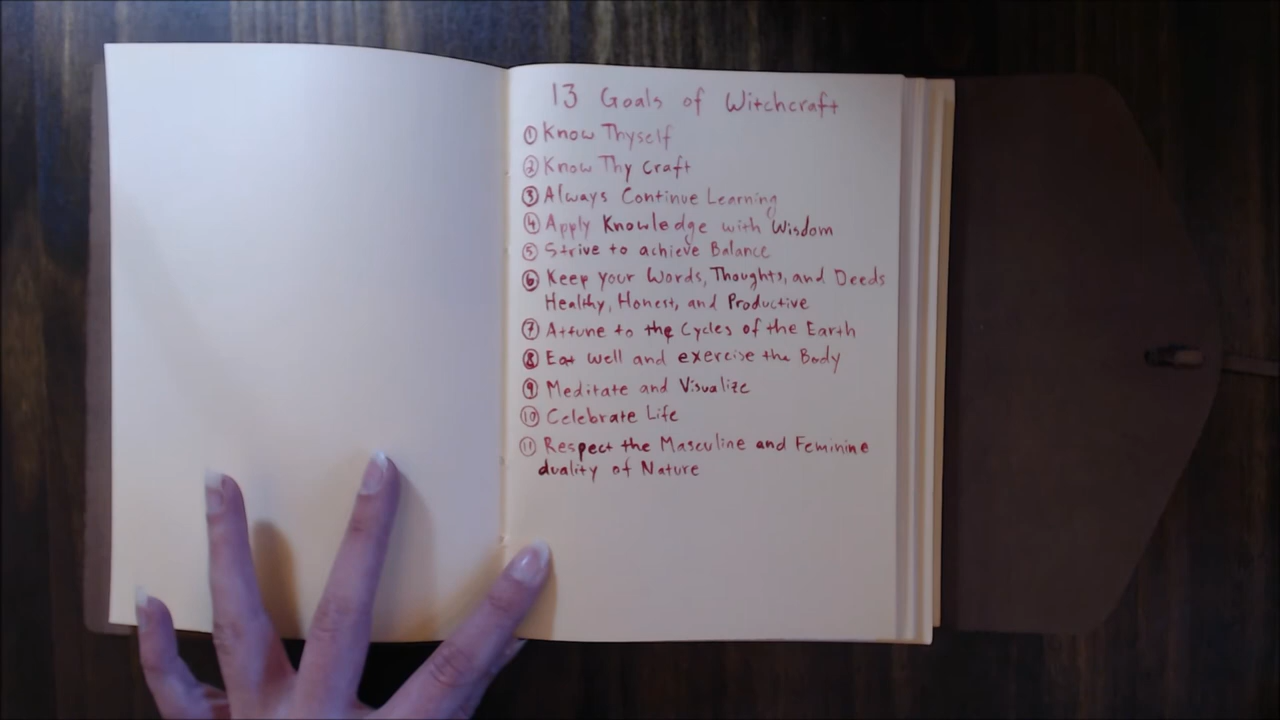 13 Goals of Witchcraft
① Know Thyself
② Know Thy Craft
③ Always Continue Learning
④ Apply Knowledge with Wisdom
⑤ Strive to achieve Balance
⑥ Keep your Words, Thoughts, and Deeds
Healthy, Honest, and Productive
⑦ Attune to the Cycles of the Earth
⑧ Eat well and exercise the Body
⑨ Meditate and Visualize
⑩ Celebrate Life
⑪ Respect the Masculine and Feminine
duality of Nature